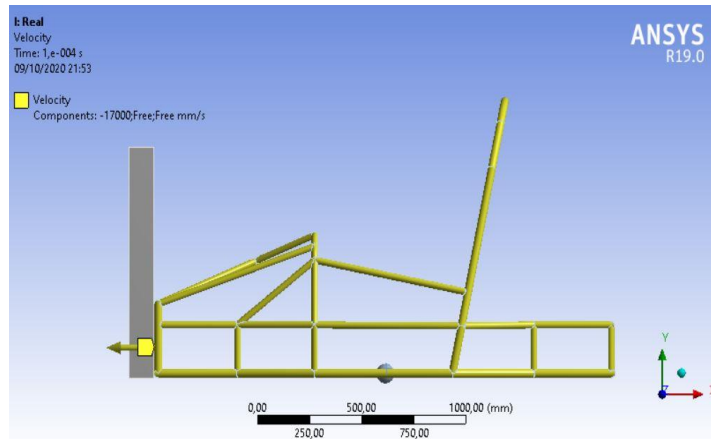 I: Real
Velocity
Time: 1,e-004 s
09/10/2020 21:53
Velocity
Components: -17000;Free;Free mm/s
ANSYS
R19.0
Y
0,00
500,00
1000,00 (mm)
250,00
750,00